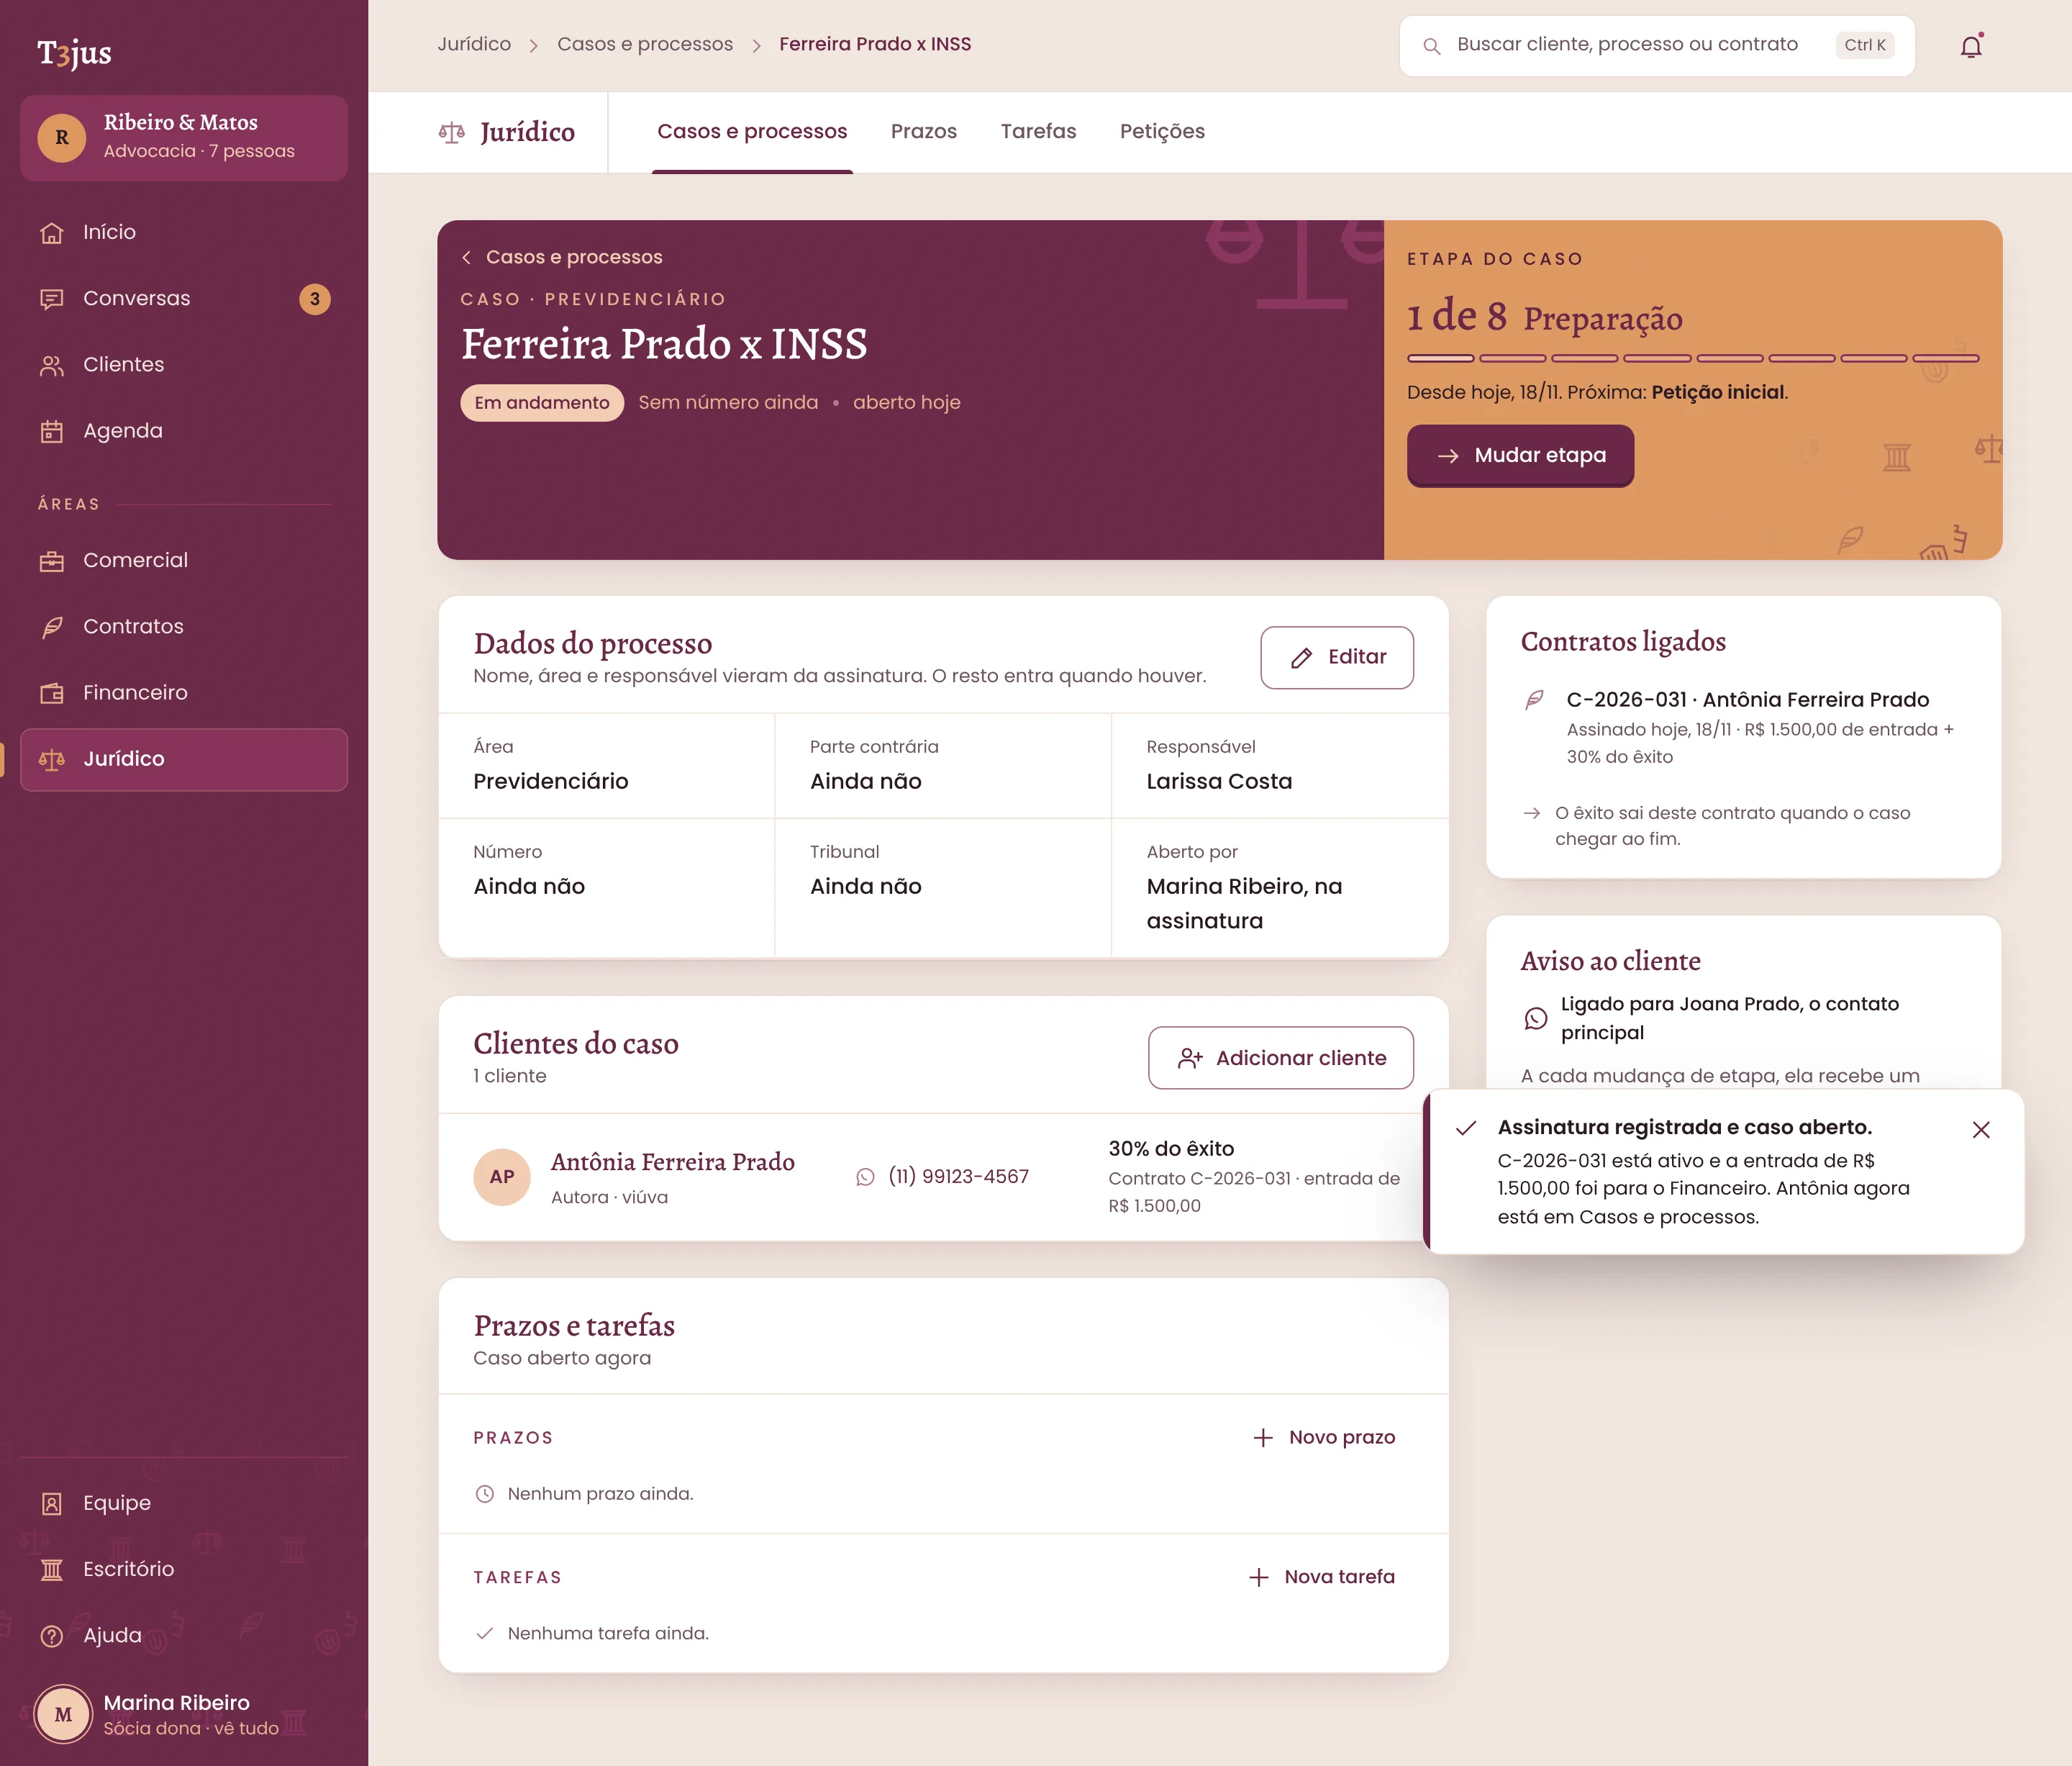 T3jus
R
Ribeiro & Matos
Advocacia · 7 pessoas
Início
Conversas
3
Clientes
Agenda
ÁREAS
Comercial
Contratos
Financeiro
Jurídico
Equipe
Escritório
Ajuda
M
Marina Ribeiro
Sócia dona · vê tudo
Jurídico
Casos e processos
Ferreira Prado x INSS
Buscar cliente, processo ou contrato
Ctrl K
Jurídico
Casos e processos
Prazos
Tarefas
Petições
Casos e processos
CASO · PREVIDENCIÁRIO
Ferreira Prado x INSS
Em andamento
Sem número ainda • aberto hoje
ETAPA DO CASO
1 de 8 Preparação
Desde hoje, 18/11. Próxima: Petição inicial.
Mudar etapa
Dados do processo
Nome, área e responsável vieram da assinatura. O resto entra quando houver.
Editar
Área
Previdenciário
Parte contrária
Ainda não
Responsável
Larissa Costa
Número
Ainda não
Tribunal
Ainda não
Aberto por
Marina Ribeiro, na
assinatura
Clientes do caso
1 cliente
Adicionar cliente
AP
Antônia Ferreira Prado
Autora · viúva
(11) 99123-4567
30% do êxito
Contrato C-2026-031 · entrada de
R$ 1.500,00
Prazos e tarefas
Caso aberto agora
PRAZOS
Novo prazo
Nenhum prazo ainda.
TAREFAS
Nova tarefa
Nenhuma tarefa ainda.
Contratos ligados
C-2026-031 · Antônia Ferreira Prado
Assinado hoje, 18/11 · R$ 1.500,00 de entrada +
30% do êxito
O êxito sai deste contrato quando o caso
chegar ao fim.
Aviso ao cliente
Ligado para Joana Prado, o contato
principal
A cada mudança de etapa, ela recebe um
Assinatura registrada e caso aberto.
C-2026-031 está ativo e a entrada de R$
1.500,00 foi para o Financeiro. Antônia agora
está em Casos e processos.